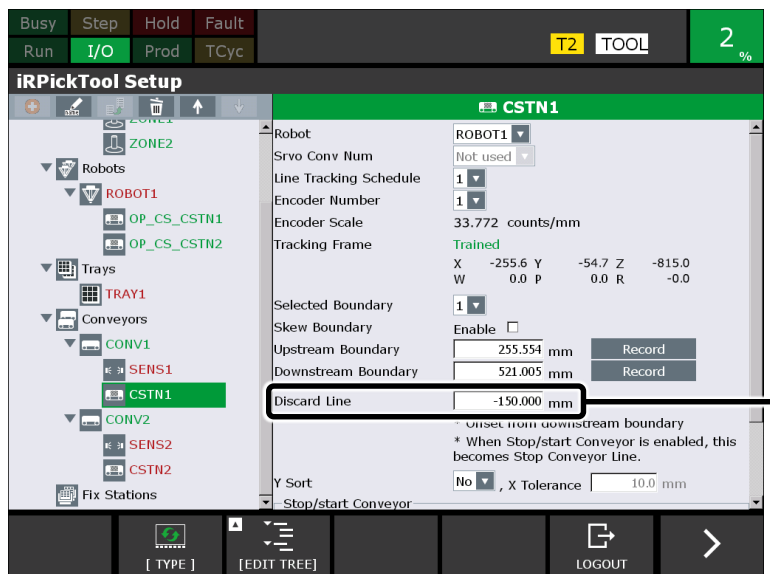 Busy Step Hold Fault
Run I/O Prod TCyc
T2 TOOL
2 %
iRPickTool Setup
CSTN1
ZONE1
ZONE2
Robots
ROBOT1
OP_CS_CSTN1
OP_CS_CSTN2
Trays
TRAY1
Conveyors
CONV1
SENS1
CSTN1
CONV2
SENS2
CSTN2
Fix Stations
Robot ROBOT1
Srvo Conv Num Not used
Line Tracking Schedule 1
Encoder Number 1
Encoder Scale 33.772 counts/mm
Tracking Frame Trained
X -255.6 Y -54.7 Z -815.0
W 0.0 P 0.0 R -0.0
Selected Boundary 1
Skew Boundary Enable
Upstream Boundary 255.554 mm Record
Downstream Boundary 521.005 mm Record
Discard Line -150.000 mm
* Offset from downstream boundary
* When Stop/start Conveyor is enabled, this
becomes Stop Conveyor Line.
Y Sort No , X Tolerance 10.0 mm
Stop/start Conveyor
[ TYPE ] [EDIT TREE] LOGOUT